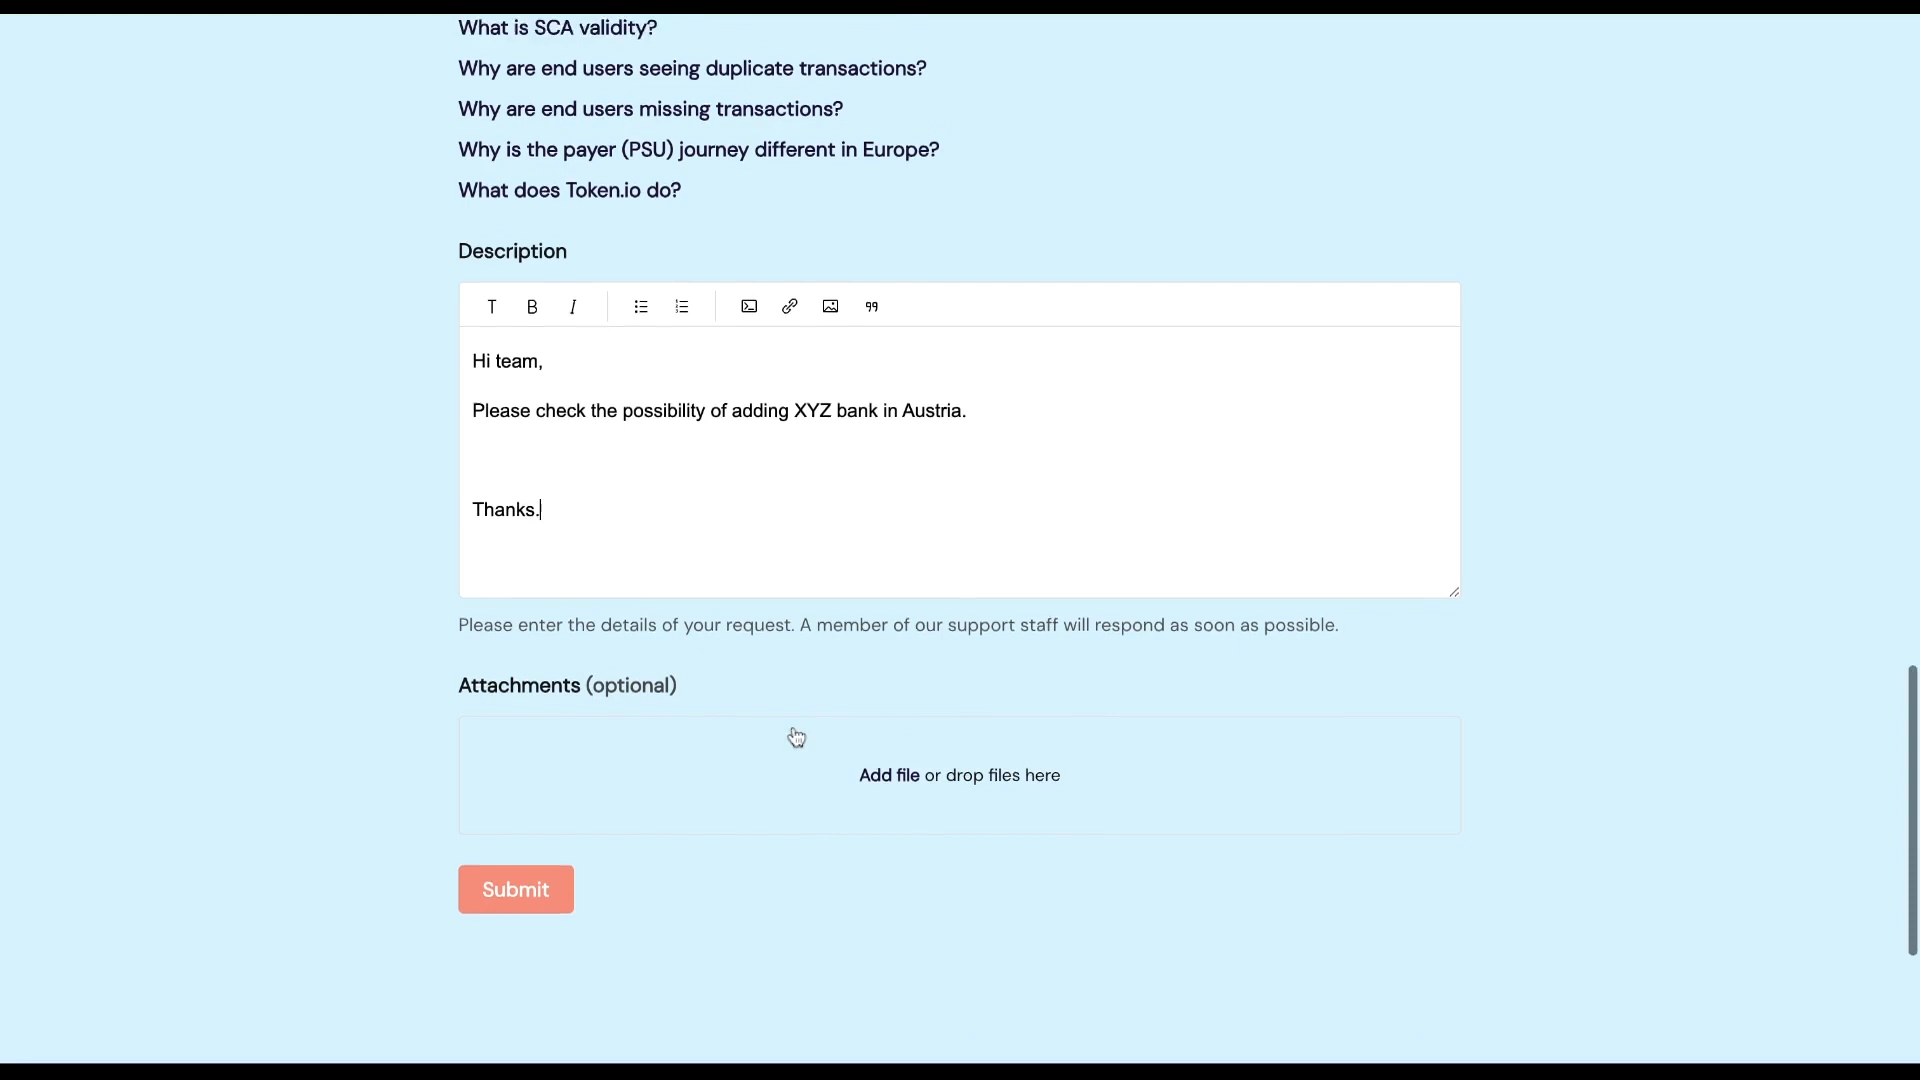 What is SCA validity?
Why are end users seeing duplicate transactions?
Why are end users missing transactions?
Why is the payer (PSU) journey different in Europe?
What does Token.io do?
Description
T B I
Hi team,
Please check the possibility of adding XYZ bank in Austria.
Thanks.
Please enter the details of your request. A member of our support staff will respond as soon as possible.
Attachments (optional)
Add file or drop files here
Submit